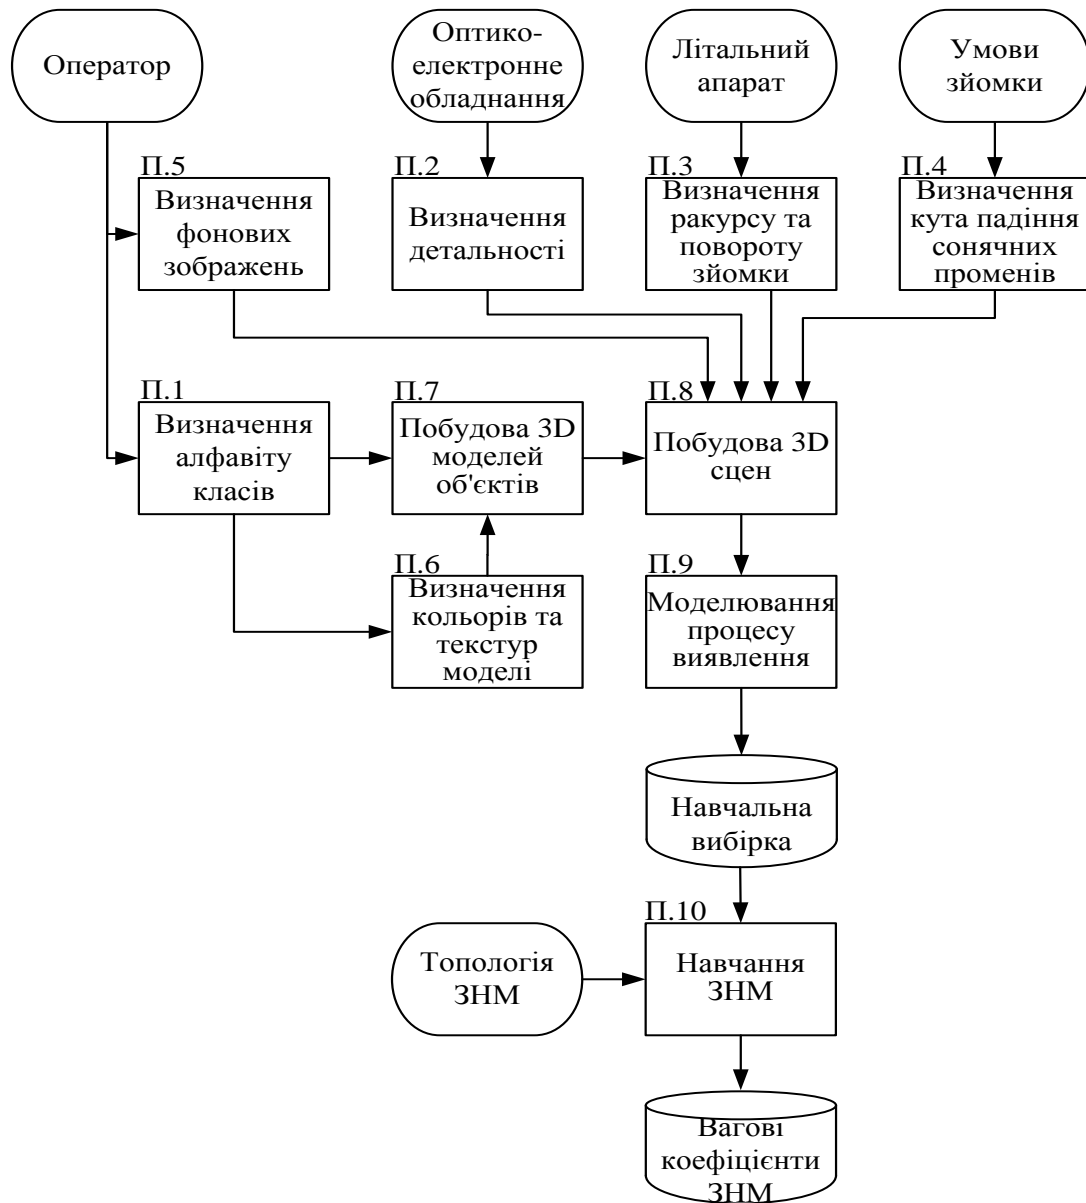 Оператор
Оптико-
електронне
обладнання
Літальний
апарат
Умови
зйомки
П.5
Визначення
фонових
зображень
П.2
Визначення
детальності
П.3
Визначення
ракурсу та
повороту
зйомки
П.4
Визначення
кута падіння
сонячних
променів
П.1
Визначення
алфавіту
класів
П.7
Побудова 3D
моделей
об'єктів
П.8
Побудова 3D
сцен
П.6
Визначення
кольорів та
текстур
моделі
П.9
Моделювання
процесу
виявлення
Навчальна
вибірка
Топологія
ЗНМ
П.10
Навчання
ЗНМ
Вагові
коефіцієнти
ЗНМ